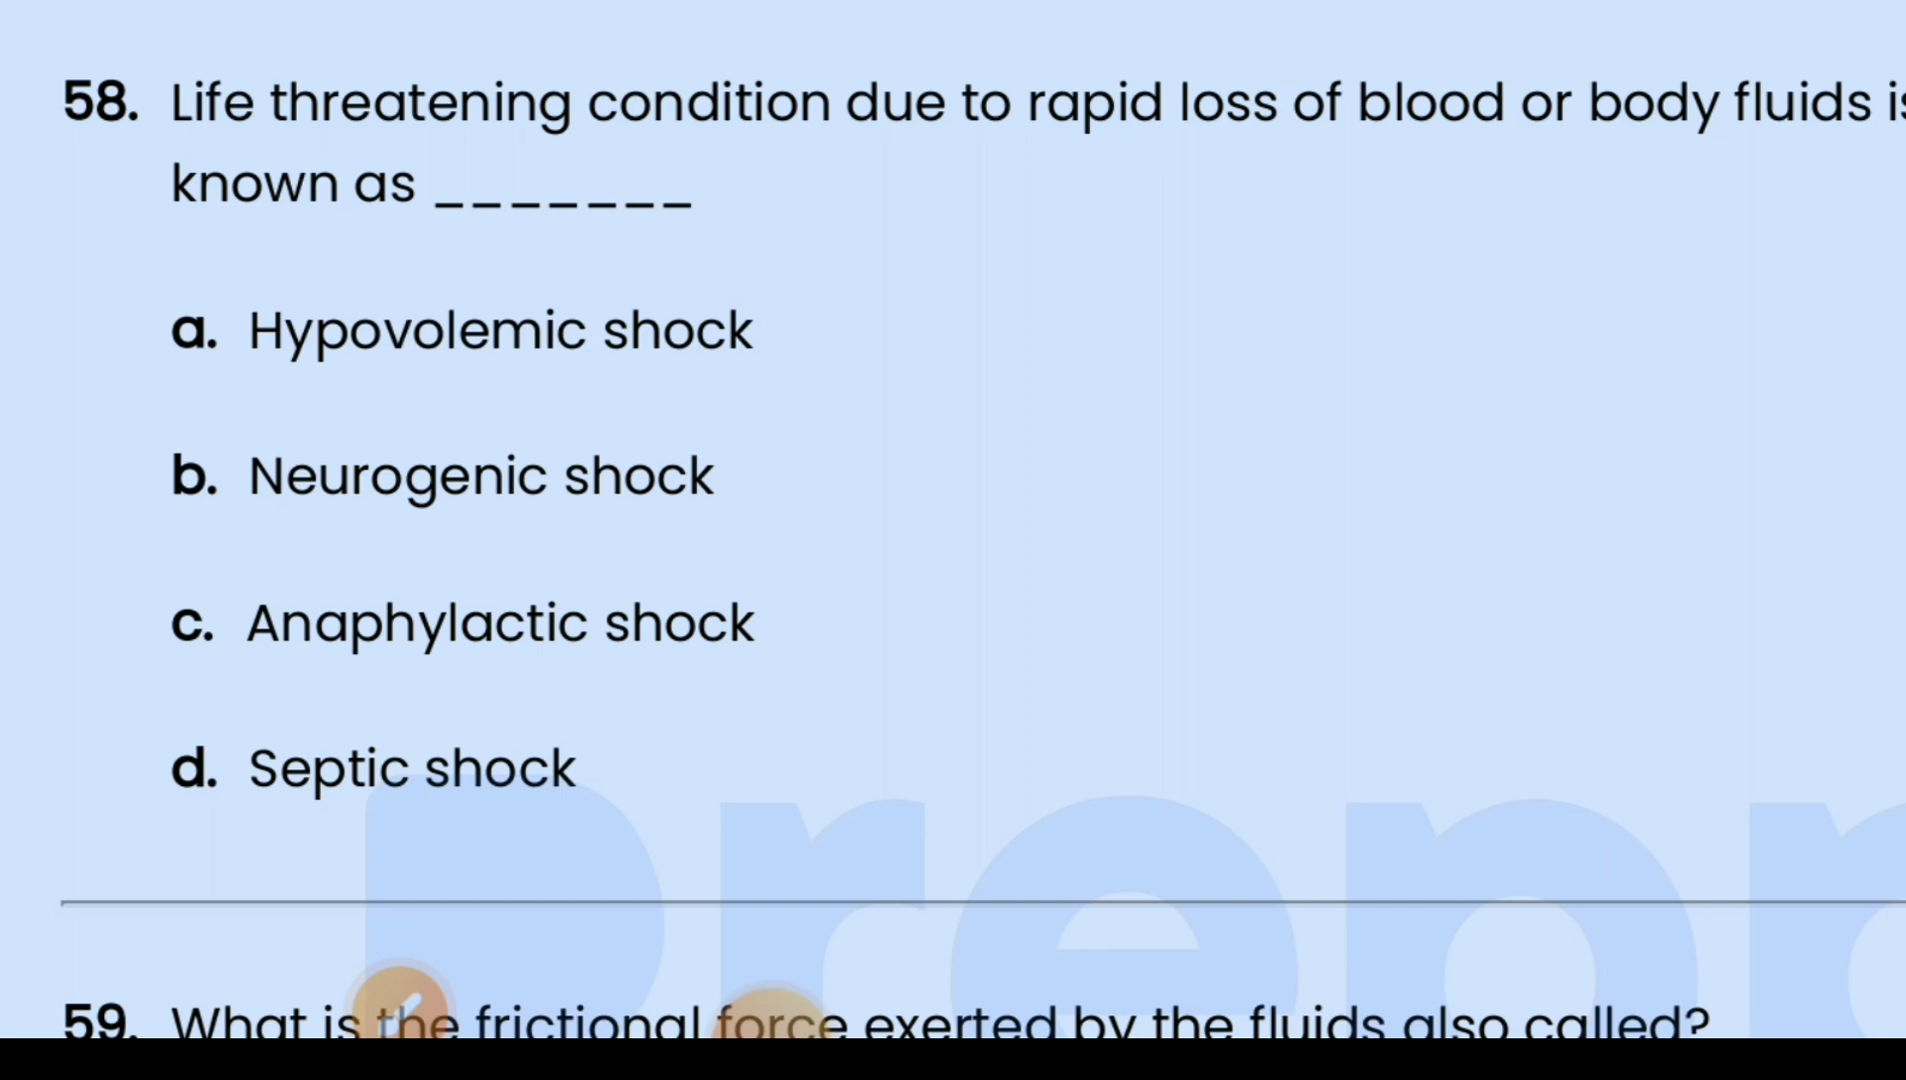 58. Life threatening condition due to rapid loss of blood or body fluids is
known as _______
a. Hypovolemic shock
b. Neurogenic shock
c. Anaphylactic shock
d. Septic shock
59. What is the frictional force exerted by the fluids also called?